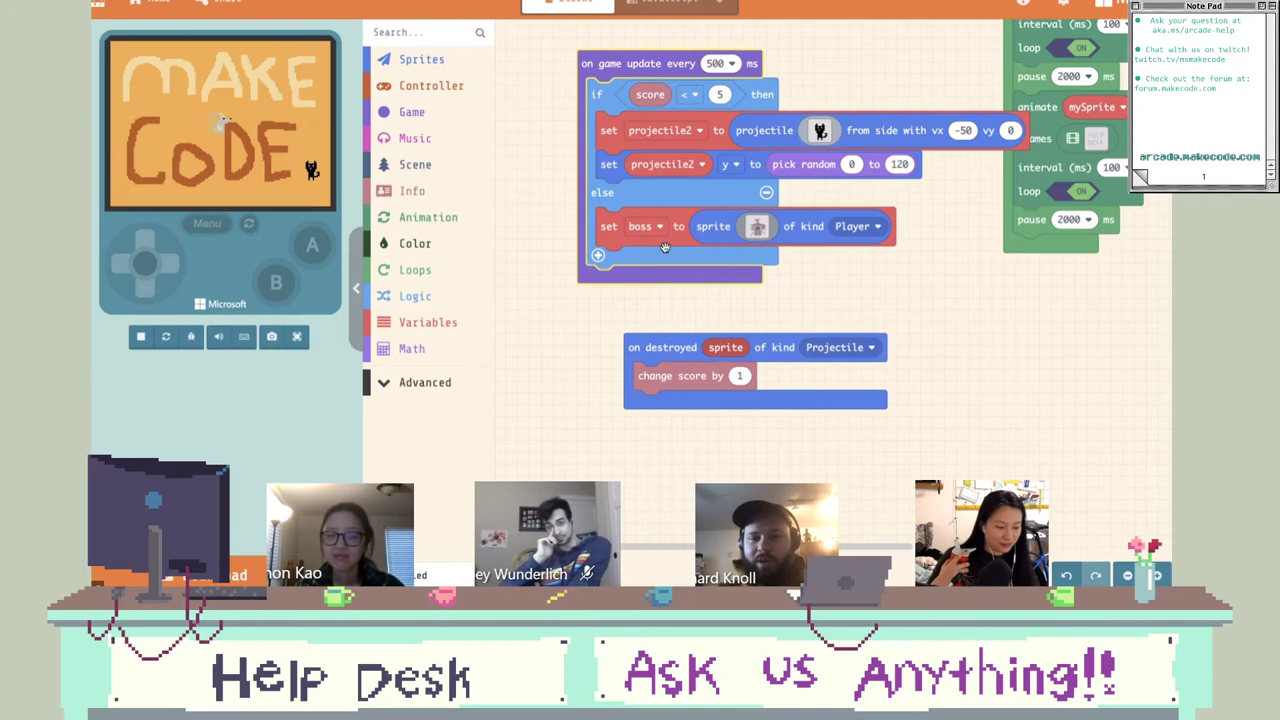 Home
Share
Blocks
JavaScript
MAKE
CODE
Menu
A
B
Microsoft
Search...
Sprites
Controller
Game
Music
Scene
Info
Animation
Color
Loops
Logic
Variables
Math
Advanced
on game update every 500 ms
if score < 5 then
set projectile2 to projectile from side with vx -50 vy 0
set projectile2 y to pick random 0 to 120
else
set boss to sprite of kind Player
on destroyed sprite of kind Projectile
change score by 1
interval (ms) 100
loop ON
pause 2000 ms
animate mySprite
ames
interval (ms) 100
loop ON
pause 2000 ms
Note Pad
Ask your question at
aka.ms/arcade-help
Chat with us on twitch!
twitch.tv/msmakecode
Check out the forum at:
forum.makecode.com
arcade.makecode.com
1
non Kao
ey Wunderlich
ard Knoll
Help Desk
Ask us Anything!!